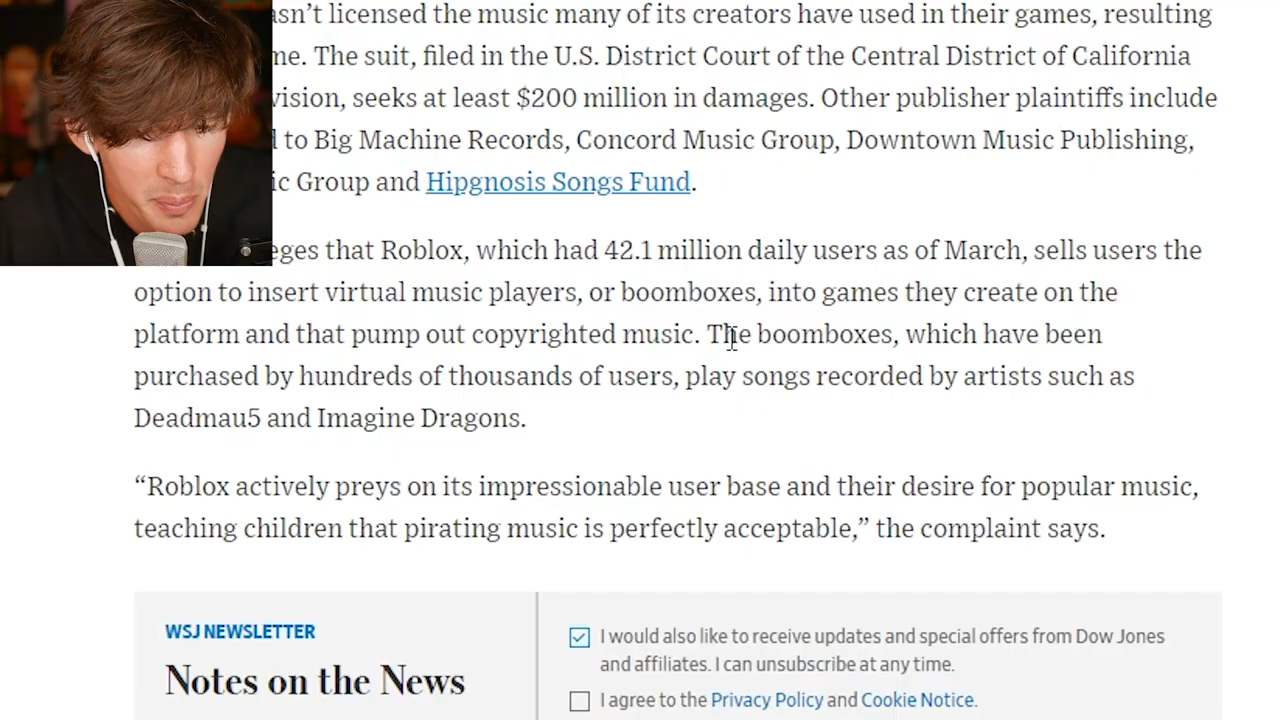 asn't licensed the music many of its creators have used in their games, resulting
me. The suit, filed in the U.S. District Court of the Central District of California
vision, seeks at least $200 million in damages. Other publisher plaintiffs include
to Big Machine Records, Concord Music Group, Downtown Music Publishing,
ic Group and Hipgnosis Songs Fund.
eges that Roblox, which had 42.1 million daily users as of March, sells users the
option to insert virtual music players, or boomboxes, into games they create on the
platform and that pump out copyrighted music. The boomboxes, which have been
purchased by hundreds of thousands of users, play songs recorded by artists such as
Deadmau5 and Imagine Dragons.
“Roblox actively preys on its impressionable user base and their desire for popular music,
teaching children that pirating music is perfectly acceptable,” the complaint says.
WSJ NEWSLETTER
Notes on the News
I would also like to receive updates and special offers from Dow Jones
and affiliates. I can unsubscribe at any time.
I agree to the Privacy Policy and Cookie Notice.